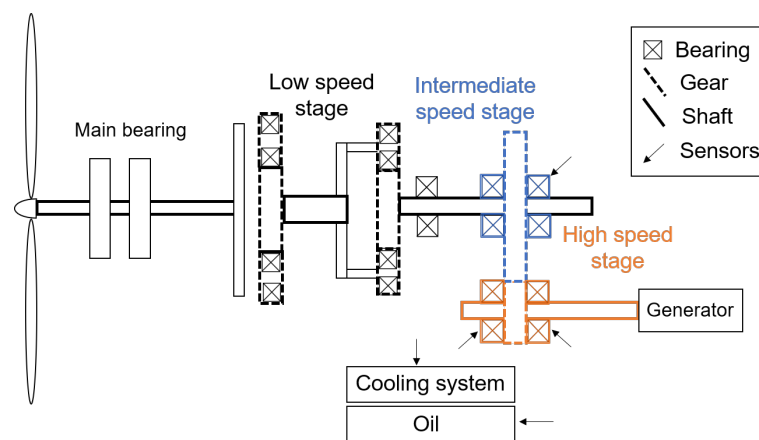 Bearing
Gear
Shaft
Sensors
Low speed
stage
Intermediate
speed stage
Main bearing
High speed
stage
Generator
Cooling system
Oil